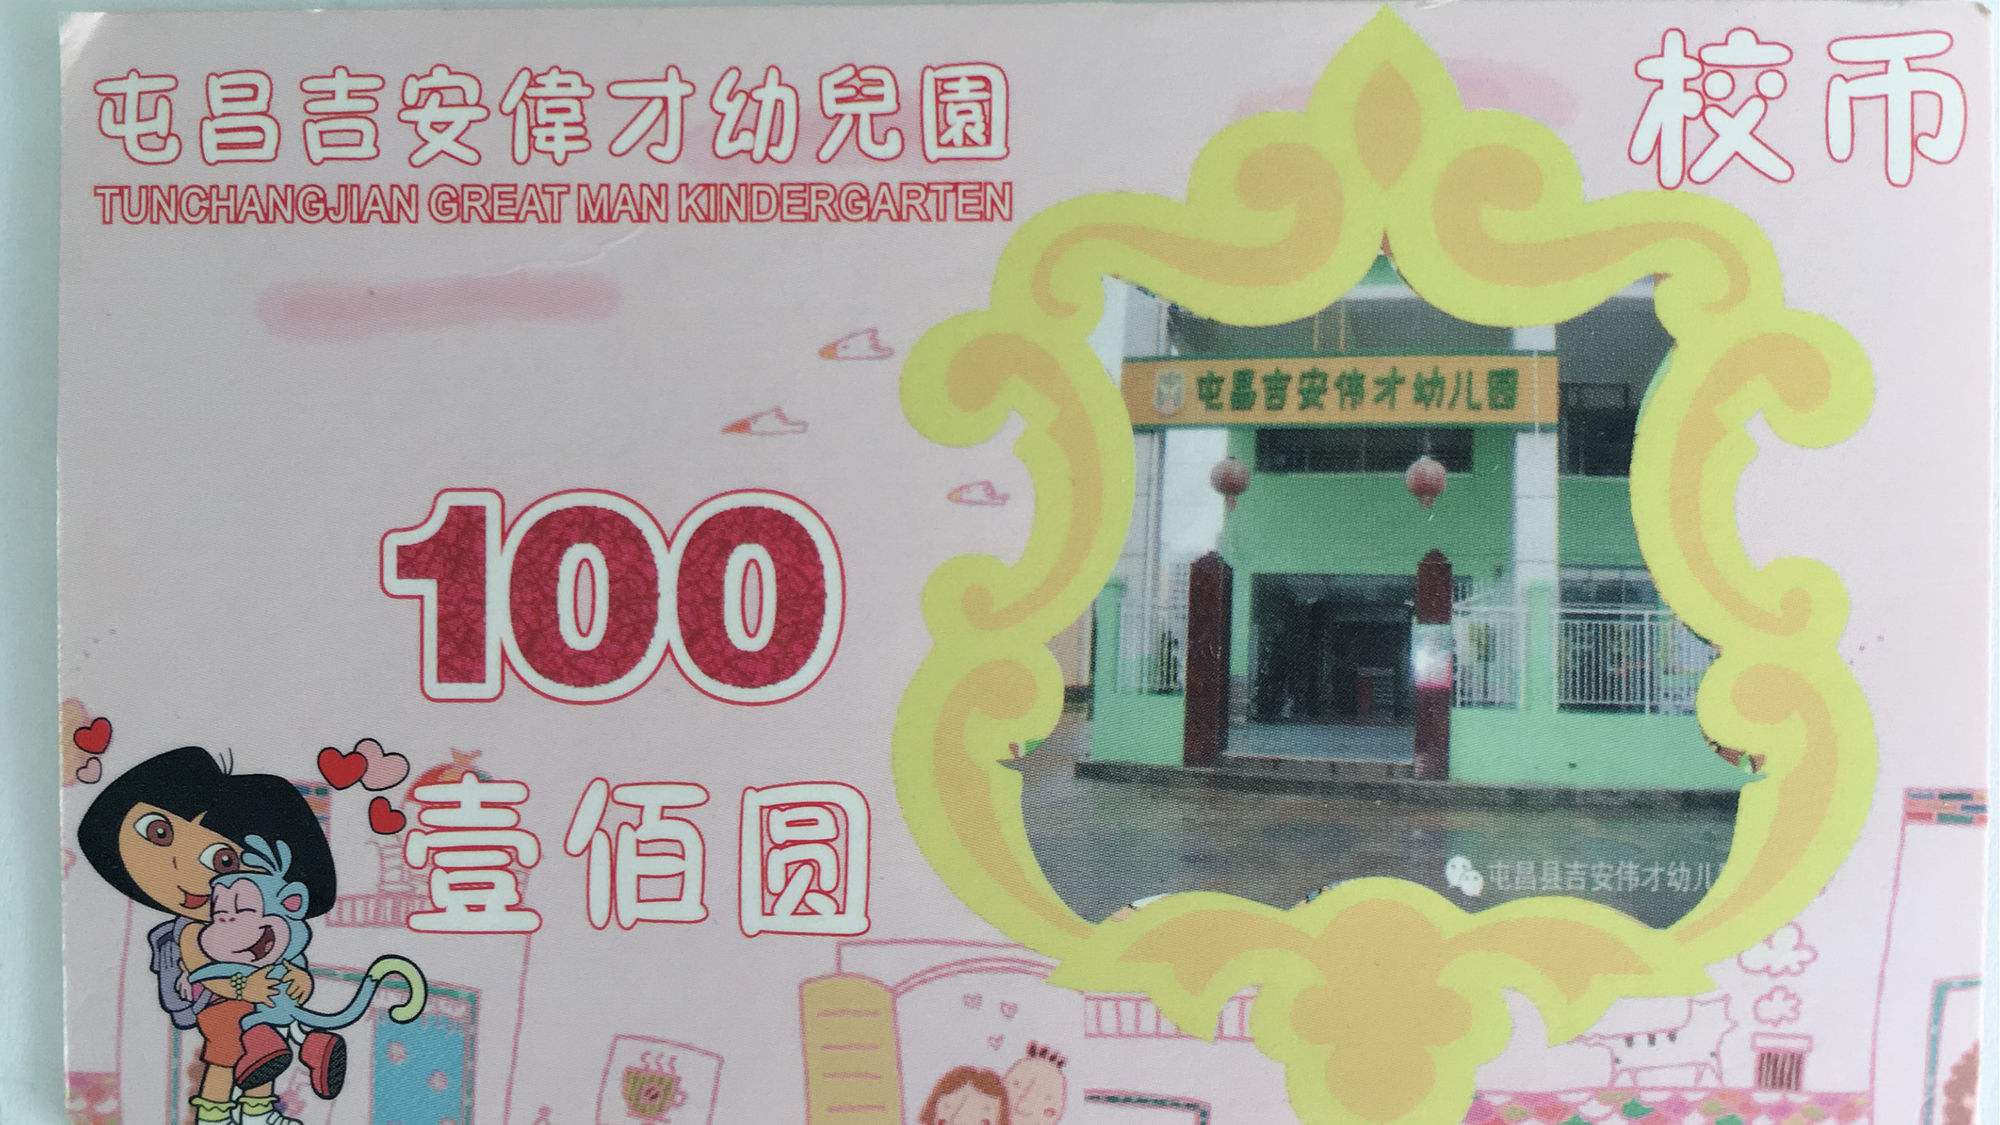 屯昌吉安偉才幼兒園
TUNCHANGJIAN GREAT MAN KINDERGARTEN
校币
屯昌吉安伟才幼儿园
100
壹佰圆
屯昌县吉安伟才幼儿